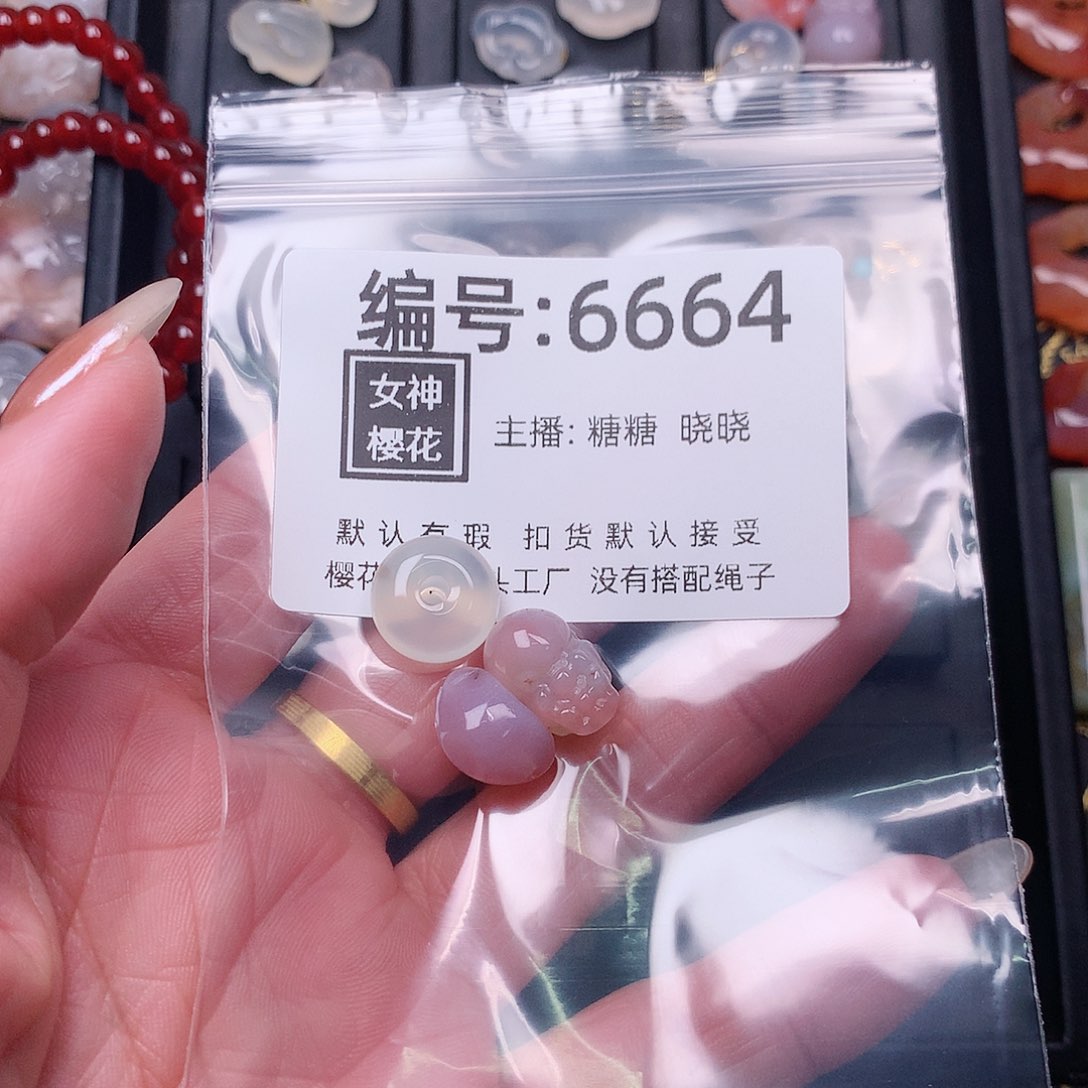 编号:6664
女神
樱花
主播: 糖糖 晓晓
默认有瑕 扣货默认接受
樱花 头工厂 没有搭配绳子